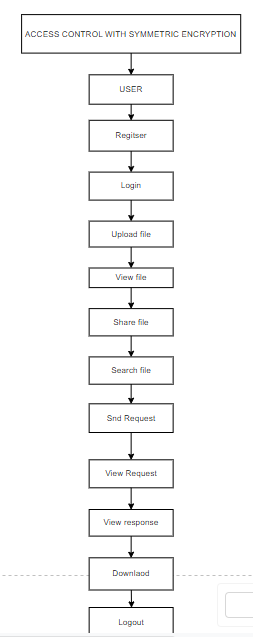 ACCESS CONTROL WITH SYMMETRIC ENCRYPTION
USER
Regitser
Login
Upload file
View file
Share file
Search file
Snd Request
View Request
View response
Downlaod
Logout